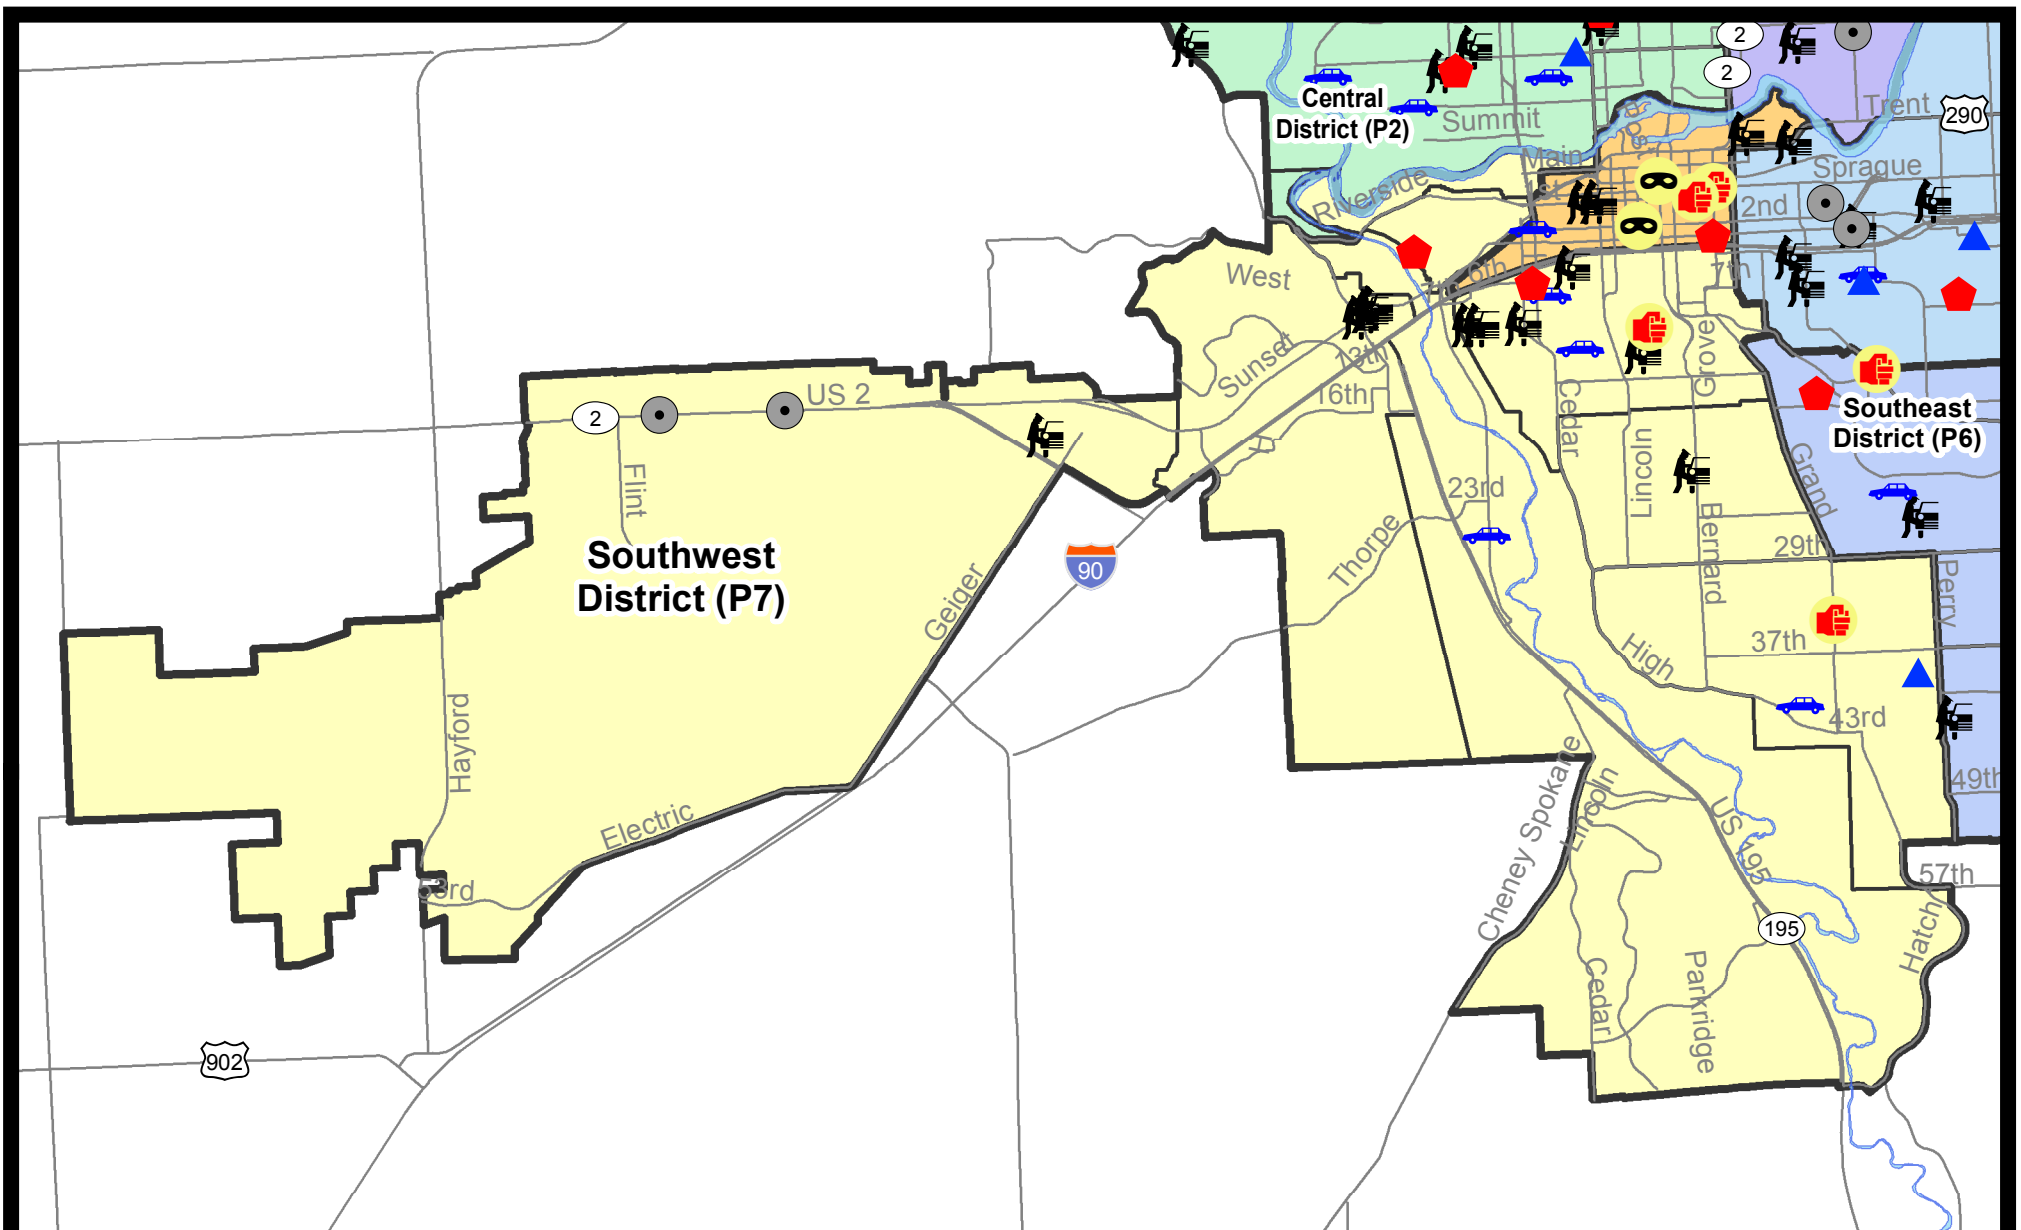 2
2
Trent
290
Central
District (P2)
Summit
Main
1st
Sprague
Riverside
2nd
West
6th
7th
7th
Sunset
13th
16th
Grove
US 2
2
Cedar
Southeast
District (P6)
Flint
Lincoln
Grand
23rd
Bernard
Thorpe
29th
Southwest
District (P7)
90
Geiger
Perry
37th
High
Hayford
43rd
Cheney Spokane
Lincoln
49th
US 195
Electric
53rd
57th
195
Hatch
Cedar
Parkridge
902